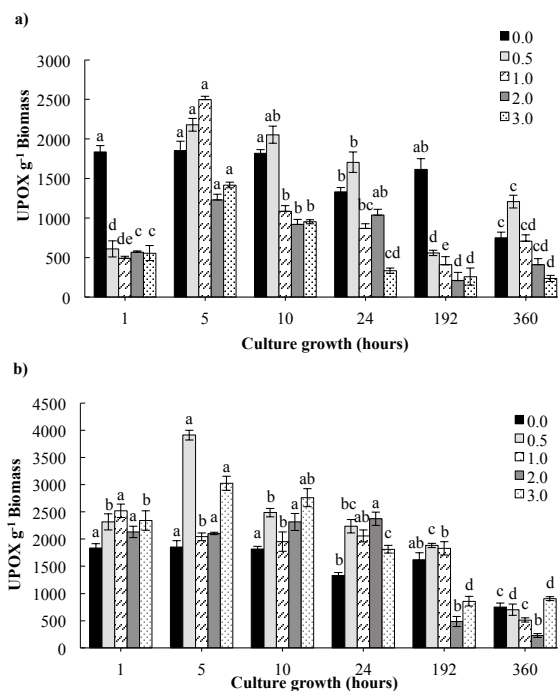 a)
UPOX g⁻¹ Biomass
3000
2500
2000
1500
1000
500
0
a d de c c
a a a a a
a ab b b b
b a bc ab cd
ab d e d d
c c c cd d
1 5 10 24 192 360
Culture growth (hours)
0.0
0.5
1.0
2.0
3.0
b)
UPOX g⁻¹ Biomass
4500
4000
3500
3000
2500
2000
1500
1000
500
0
a b a a b
a a b a a
a b b a ab
b bc ab a c
ab c b b d
c d c b d
1 5 10 24 192 360
Culture growth (hours)
0.0
0.5
1.0
2.0
3.0